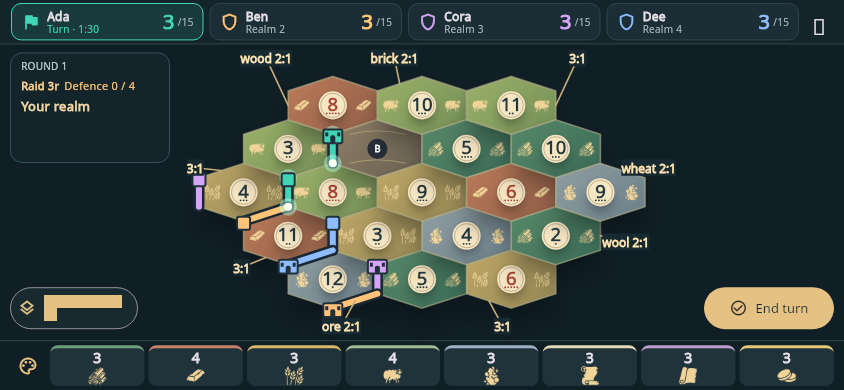 Ada
Turn · 1:30
3 /15
Ben
Realm 2
3 /15
Cora
Realm 3
3 /15
Dee
Realm 4
3 /15
ROUND 1
Raid 3r Defence 0 / 4
Your realm
wood 2:1
brick 2:1
3:1
8
10
11
3
B
5
10
3:1
wheat 2:1
4
8
9
6
9
11
3
4
2
wool 2:1
3:1
12
5
6
ore 2:1
3:1
End turn
3
4
3
4
3
3
3
3